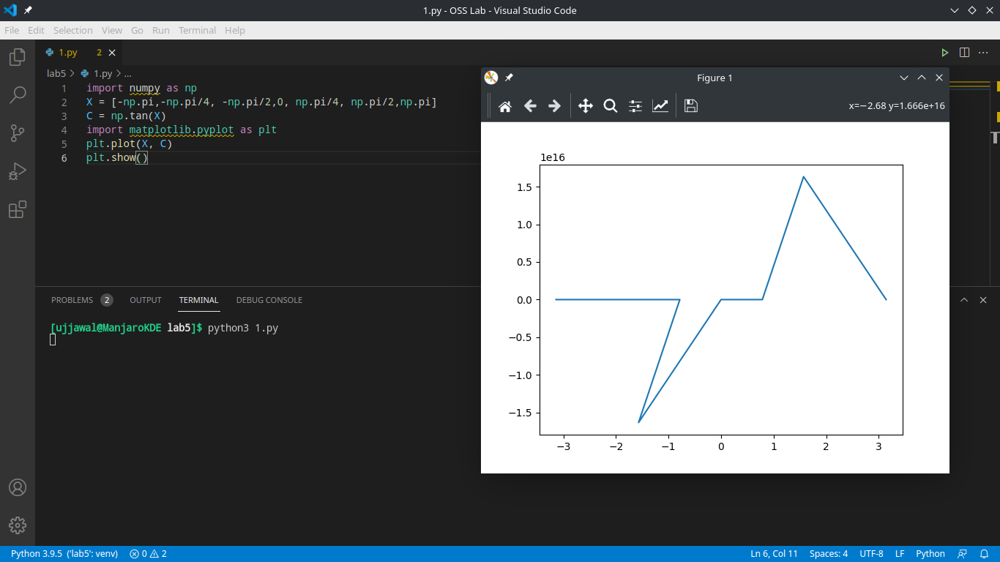 1.py - OSS Lab - Visual Studio Code
File Edit Selection View Go Run Terminal Help
1.py 2
lab5 > 1.py > ...
1 import numpy as np
2 X = [-np.pi,-np.pi/4, -np.pi/2,0, np.pi/4, np.pi/2,np.pi]
3 C = np.tan(X)
4 import matplotlib.pyplot as plt
5 plt.plot(X, C)
6 plt.show()
Figure 1
x=−2.68 y=1.666e+16
1e16
1.5
1.0
0.5
0.0
−0.5
−1.0
−1.5
−3 −2 −1 0 1 2 3
PROBLEMS 2 OUTPUT TERMINAL DEBUG CONSOLE
[ujjawal@ManjaroKDE lab5]$ python3 1.py
Python 3.9.5 ('lab5': venv) 0 2 Ln 6, Col 11 Spaces: 4 UTF-8 LF Python